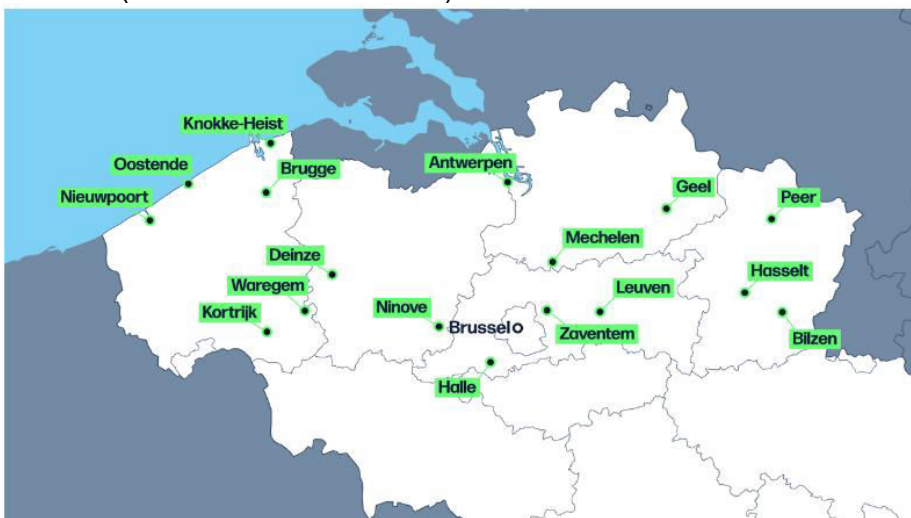 Knokke-Heist
Oostende
Brugge
Antwerpen
Nieuwpoort
Geel
Peer
Mechelen
Deinze
Hasselt
Waregem
Leuven
Kortrijk
Ninove
Brussel
Zaventem
Bilzen
Halle